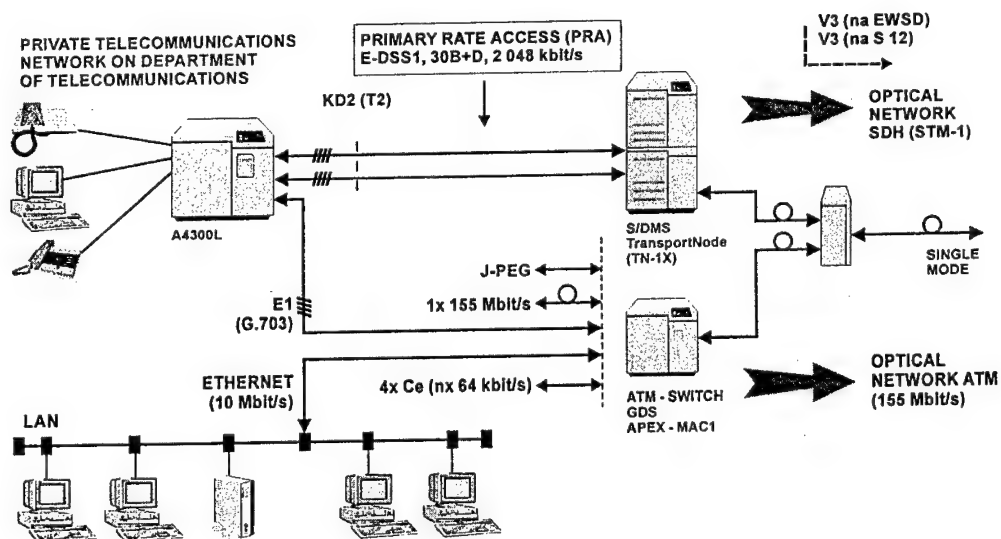 PRIVATE TELECOMMUNICATIONS
NETWORK ON DEPARTMENT
OF TELECOMMUNICATIONS
PRIMARY RATE ACCESS (PRA)
E-DSS1, 30B+D, 2 048 kbit/s
V3 (na EWSD)
V3 (na S 12)
KD2 (T2)
OPTICAL
NETWORK
SDH (STM-1)
A4300L
S/DMS
TransportNode
(TN-1X)
SINGLE
MODE
J-PEG
E1
(G.703)
1x 155 Mbit/s
ETHERNET
(10 Mbit/s)
4x Ce (nx 64 kbit/s)
ATM - SWITCH
GDS
APEX - MAC1
OPTICAL
NETWORK ATM
(155 Mbit/s)
LAN